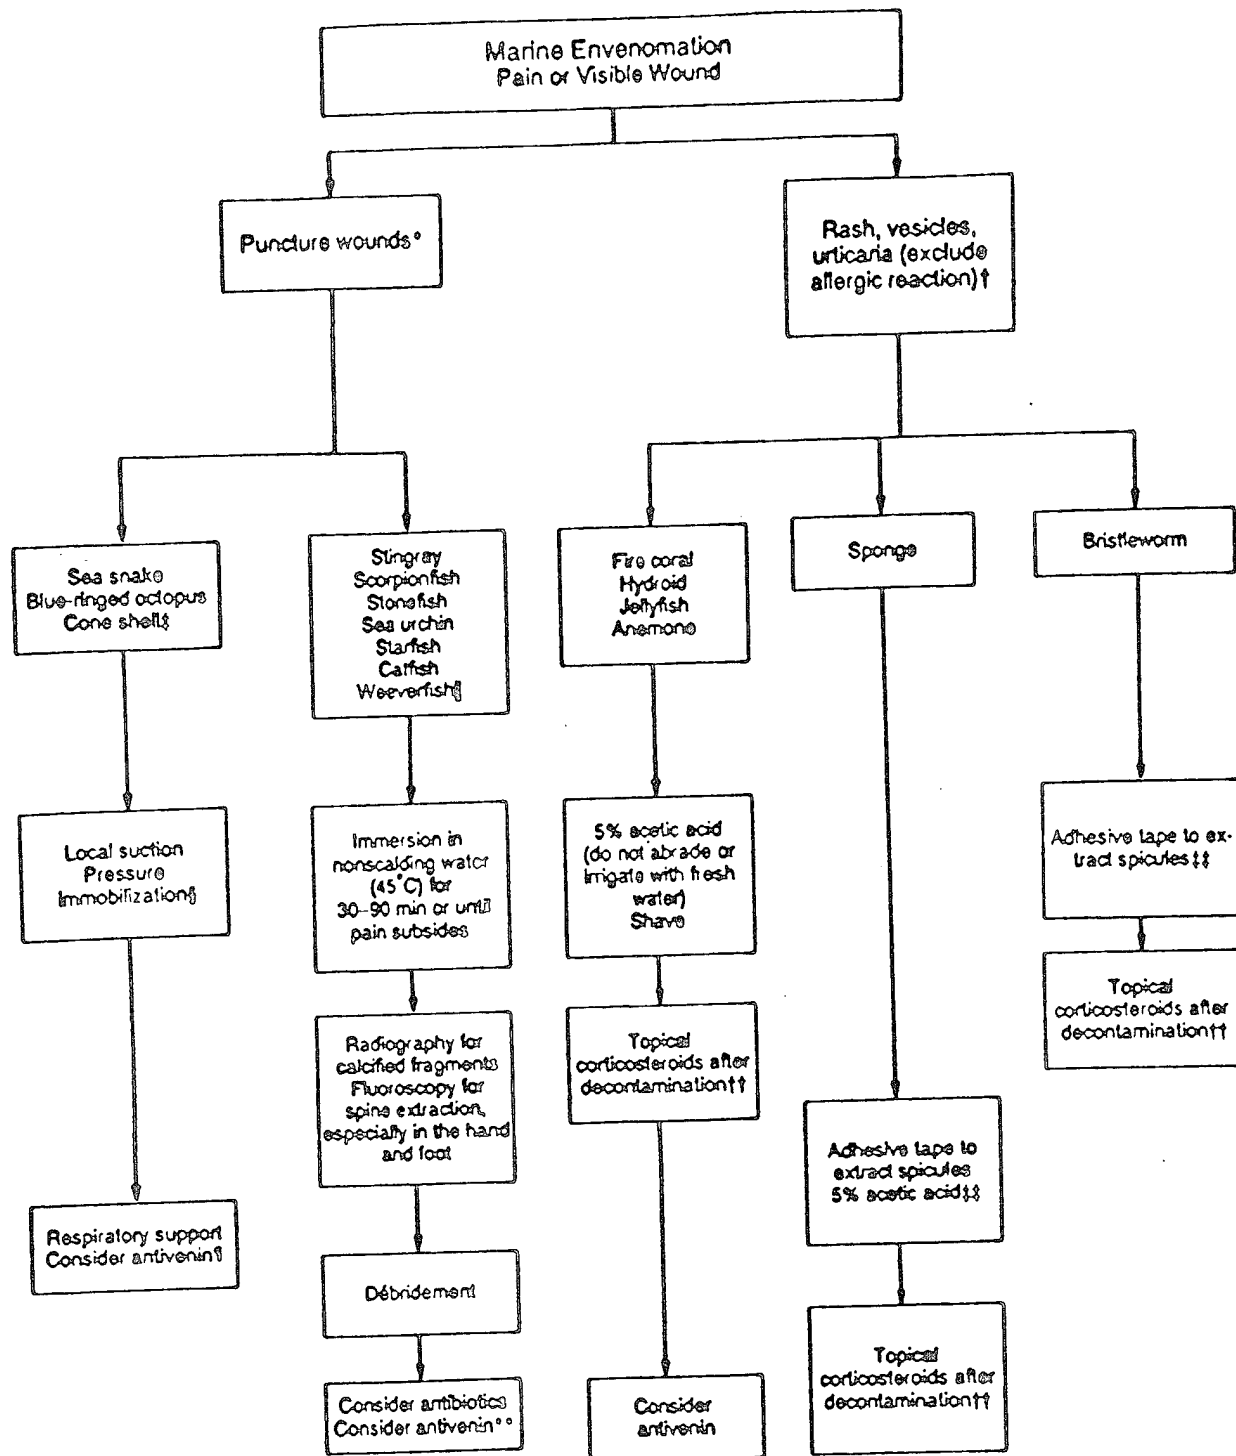 Marine Envenomation
Pain or Visible Wound
Puncture wounds*
Rash, vesicles,
urticaria (exclude
allergic reaction)†
Sea snake
Blue-ringed octopus
Cone shell‡
Stingray
Scorpionfish
Stonefish
Sea urchin
Starfish
Catfish
Weeverfish§
Fire coral
Hydroid
Jellyfish
Anemone
Sponge
Bristleworm
Local suction
Pressure
Immobilization§
Immersion in
nonscalding water
(45°C) for
30–90 min or until
pain subsides
5% acetic acid
(do not abrade or
irrigate with fresh
water)
Shave
Adhesive tape to ex-
tract spicules‡‡
Radiography for
calcified fragments
Fluoroscopy for
spine extraction,
especially in the hand
and foot
Topical
corticosteroids after
decontamination††
Topical
corticosteroids after
decontamination††
Adhesive tape to
extract spicules
5% acetic acid‡‡
Respiratory support
Consider antivenin¶
Débridement
Topical
corticosteroids after
decontamination††
Consider antibiotics
Consider antivenin**
Consider
antivenin